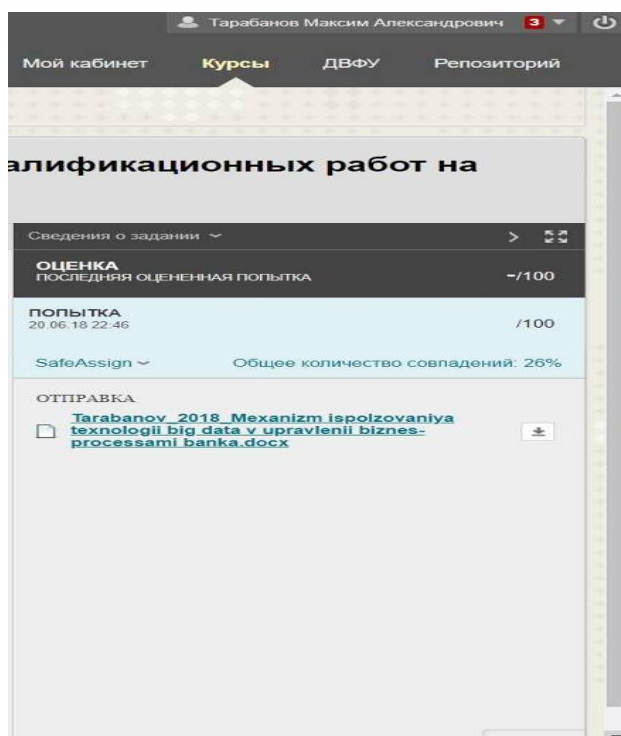 Тарабанов Максим Александрович 3
Мой кабинет Курсы ДВФУ Репозиторий
алификационных работ на
Сведения о задании
ОЦЕНКА
ПОСЛЕДНЯЯ ОЦЕНЕННАЯ ПОПЫТКА -/100
ПОПЫТКА
20.06.18 22:46 /100
SafeAssign Общее количество совпадений: 26%
ОТПРАВКА
Tarabanov_2018_Mexanizm ispolzovaniya
texnologii big data v upravlenii biznes-
processami banka.docx